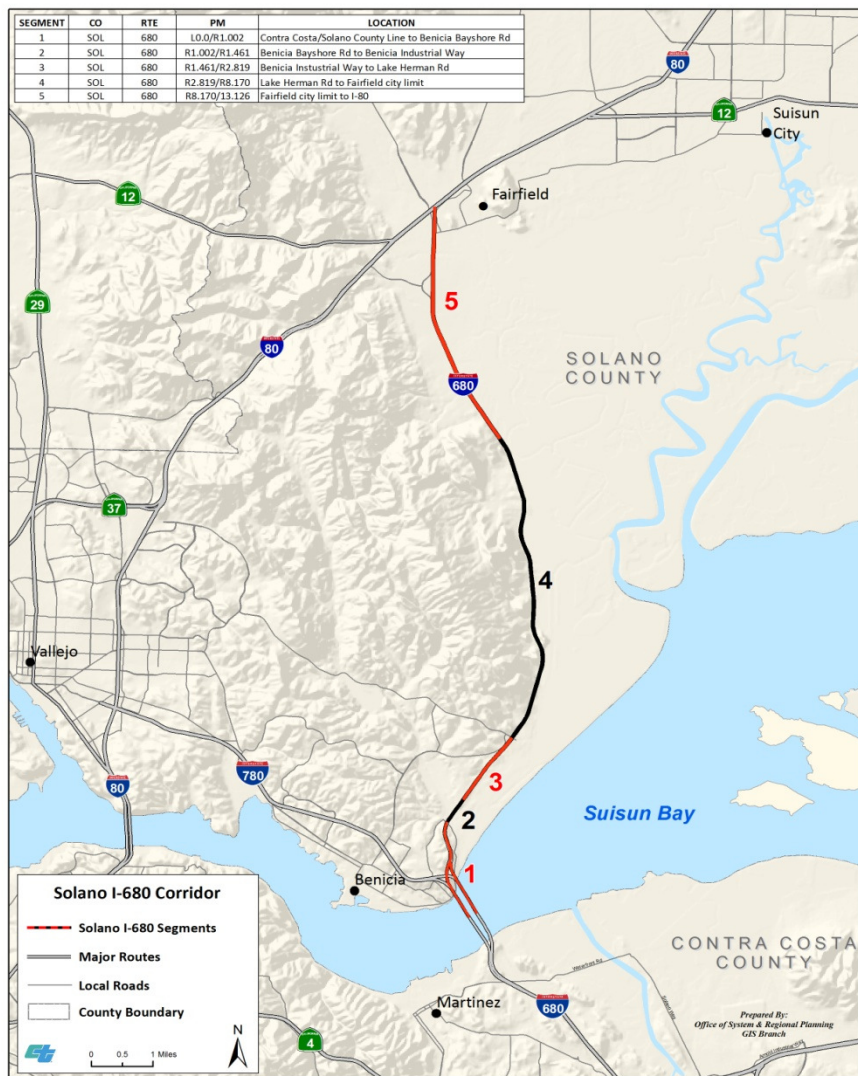 SEGMENT CO RTE PM LOCATION
1 SOL 680 L0.0/R1.002 Contra Costa/Solano County Line to Benicia Bayshore Rd
2 SOL 680 R1.002/R1.461 Benicia Bayshore Rd to Benicia Industrial Way
3 SOL 680 R1.461/R2.819 Benicia Instustrial Way to Lake Herman Rd
4 SOL 680 R2.819/R8.170 Lake Herman Rd to Fairfield city limit
5 SOL 680 R8.170/13.126 Fairfield city limit to I-80
80
12
Suisun
City
12
Fairfield
29
5
80
SOLANO
COUNTY
680
37
4
Vallejo
780
80
3
2
Suisun Bay
1
Benicia
Solano I-680 Corridor
Solano I-680 Segments
Major Routes
Local Roads
County Boundary
N
0 0.5 1 Miles
CONTRA COSTA
COUNTY
Waterfront Rd
Martinez
680
4
Prepared By:
Office of System & Regional Planning
GIS Branch